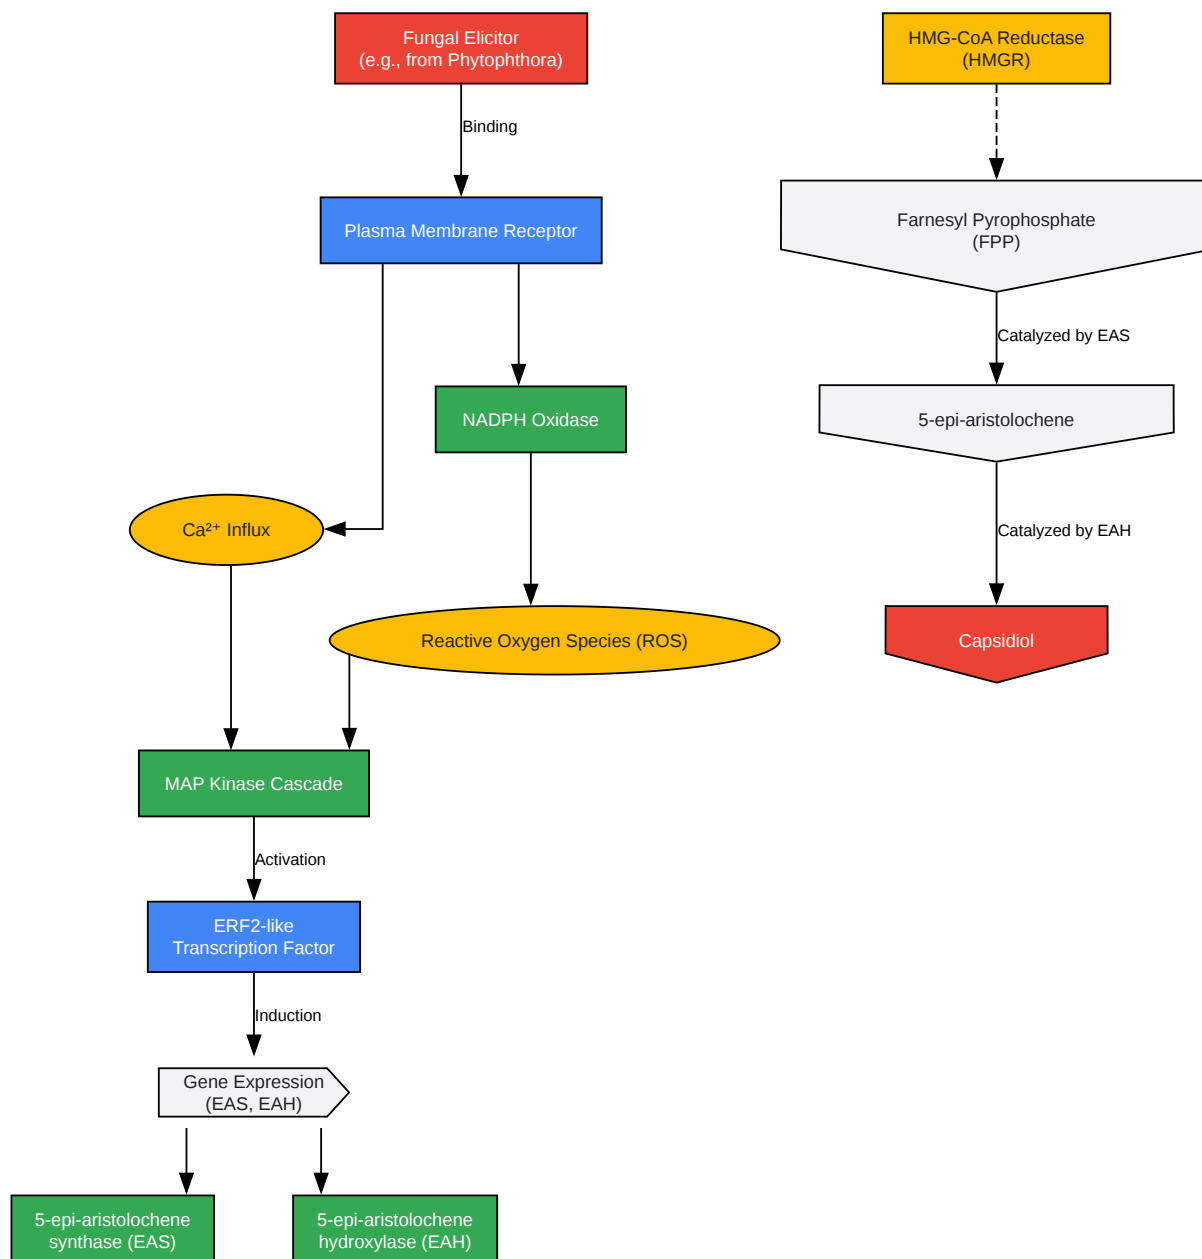 Fungal Elicitor
(e.g., from Phytophthora)
Binding
Plasma Membrane Receptor
NADPH Oxidase
Ca²⁺ Influx
Reactive Oxygen Species (ROS)
MAP Kinase Cascade
Activation
ERF2-like
Transcription Factor
Induction
Gene Expression
(EAS, EAH)
5-epi-aristolochene
synthase (EAS)
5-epi-aristolochene
hydroxylase (EAH)
HMG-CoA Reductase
(HMGR)
Farnesyl Pyrophosphate
(FPP)
Catalyzed by EAS
5-epi-aristolochene
Catalyzed by EAH
Capsidiol